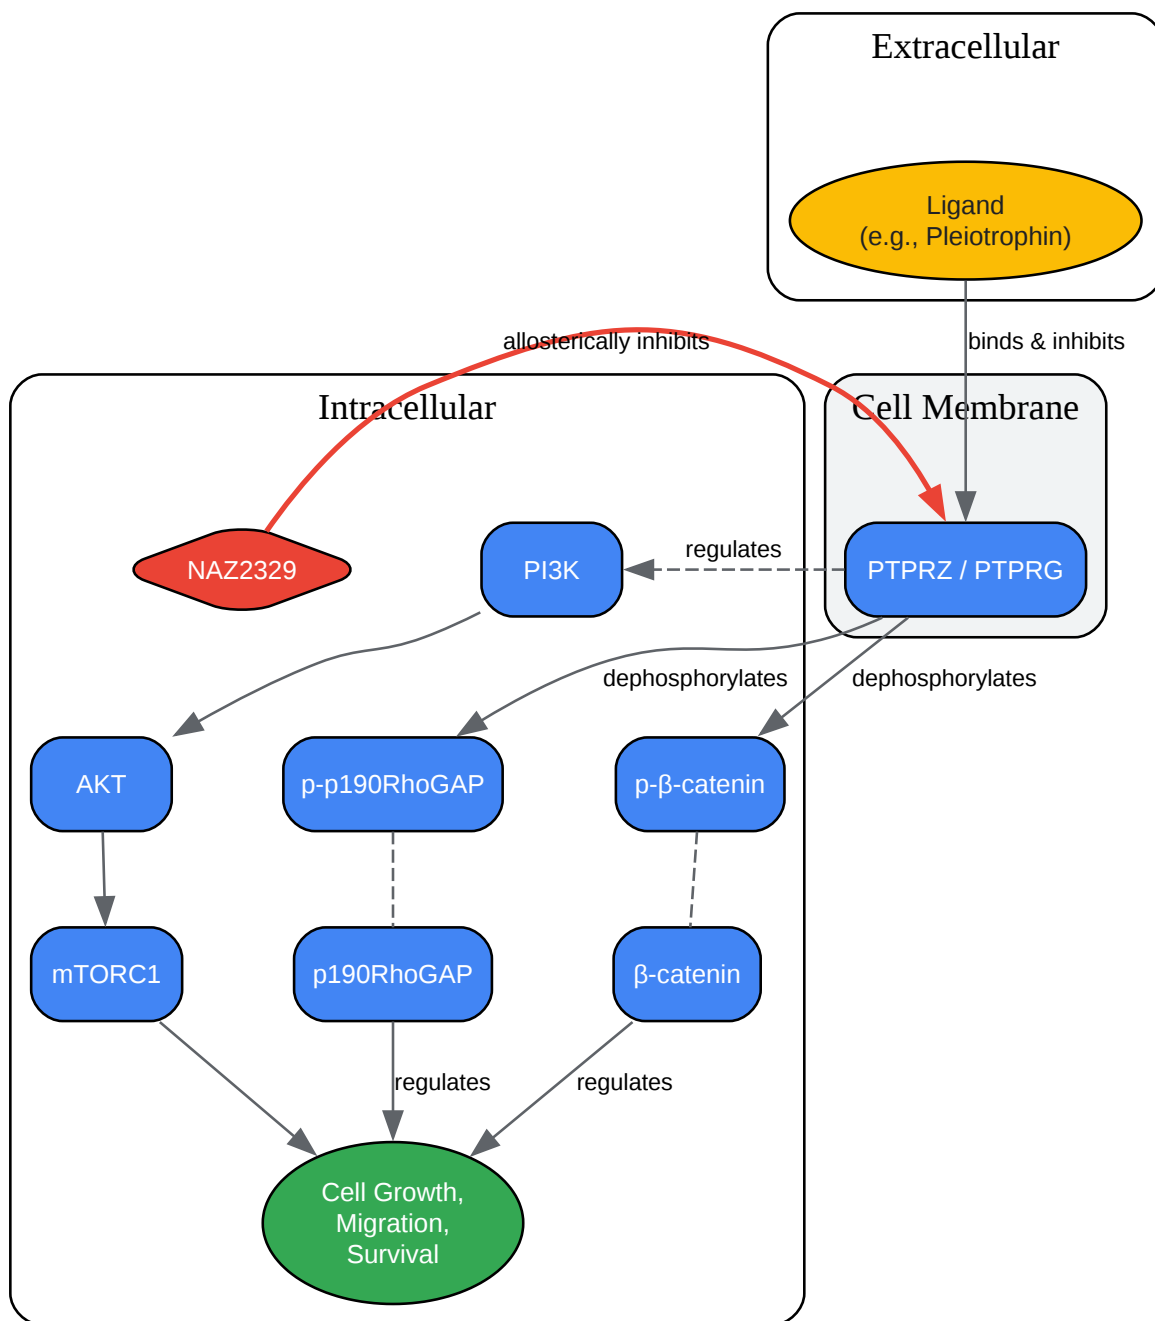 Extracellular
Ligand
(e.g., Pleiotrophin)
allosterically inhibits
binds & inhibits
Intracellular
Cell Membrane
NAZ2329
PI3K
regulates
PTPRZ / PTPRG
dephosphorylates
dephosphorylates
AKT
p-p190RhoGAP
p-β-catenin
mTORC1
p190RhoGAP
β-catenin
regulates
regulates
Cell Growth,
Migration,
Survival